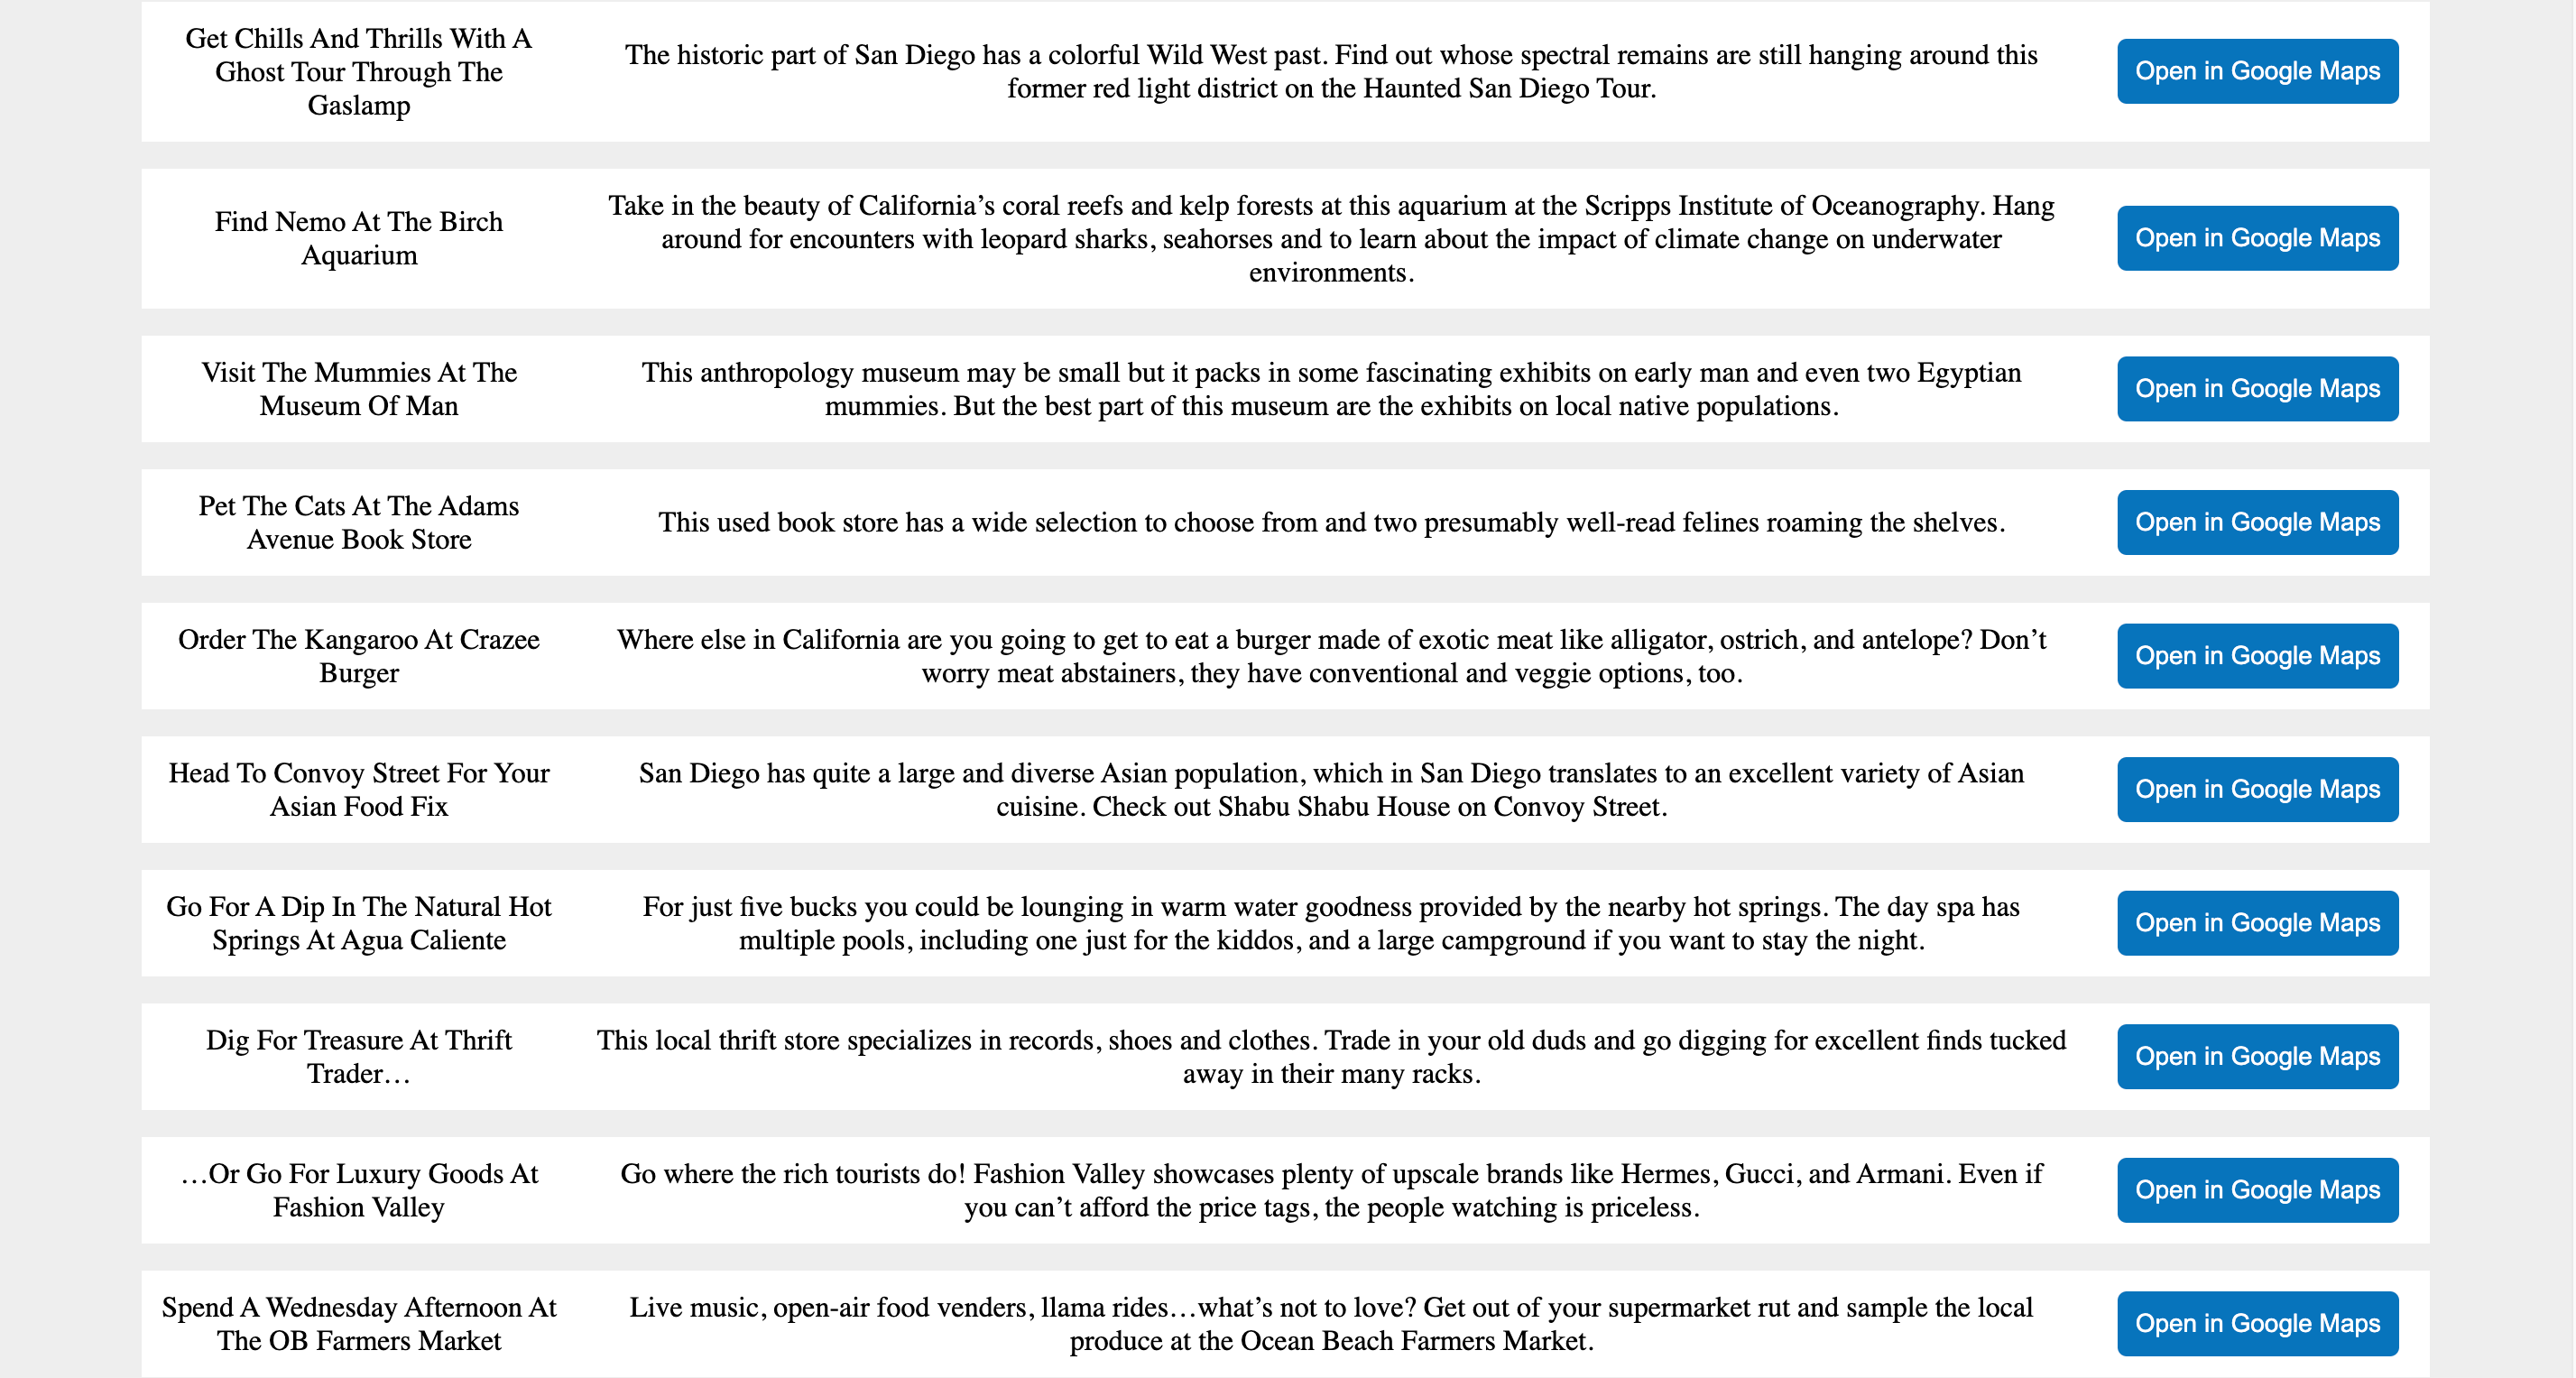 Get Chills And Thrills With A
Ghost Tour Through The
Gaslamp
The historic part of San Diego has a colorful Wild West past. Find out whose spectral remains are still hanging around this
former red light district on the Haunted San Diego Tour.
Open in Google Maps
Find Nemo At The Birch
Aquarium
Take in the beauty of California’s coral reefs and kelp forests at this aquarium at the Scripps Institute of Oceanography. Hang
around for encounters with leopard sharks, seahorses and to learn about the impact of climate change on underwater
environments.
Open in Google Maps
Visit The Mummies At The
Museum Of Man
This anthropology museum may be small but it packs in some fascinating exhibits on early man and even two Egyptian
mummies. But the best part of this museum are the exhibits on local native populations.
Open in Google Maps
Pet The Cats At The Adams
Avenue Book Store
This used book store has a wide selection to choose from and two presumably well-read felines roaming the shelves.
Open in Google Maps
Order The Kangaroo At Crazee
Burger
Where else in California are you going to get to eat a burger made of exotic meat like alligator, ostrich, and antelope? Don’t
worry meat abstainers, they have conventional and veggie options, too.
Open in Google Maps
Head To Convoy Street For Your
Asian Food Fix
San Diego has quite a large and diverse Asian population, which in San Diego translates to an excellent variety of Asian
cuisine. Check out Shabu Shabu House on Convoy Street.
Open in Google Maps
Go For A Dip In The Natural Hot
Springs At Agua Caliente
For just five bucks you could be lounging in warm water goodness provided by the nearby hot springs. The day spa has
multiple pools, including one just for the kiddos, and a large campground if you want to stay the night.
Open in Google Maps
Dig For Treasure At Thrift
Trader…
This local thrift store specializes in records, shoes and clothes. Trade in your old duds and go digging for excellent finds tucked
away in their many racks.
Open in Google Maps
…Or Go For Luxury Goods At
Fashion Valley
Go where the rich tourists do! Fashion Valley showcases plenty of upscale brands like Hermes, Gucci, and Armani. Even if
you can’t afford the price tags, the people watching is priceless.
Open in Google Maps
Spend A Wednesday Afternoon At
The OB Farmers Market
Live music, open-air food venders, llama rides…what’s not to love? Get out of your supermarket rut and sample the local
produce at the Ocean Beach Farmers Market.
Open in Google Maps